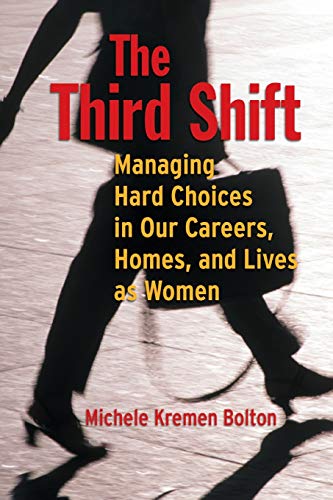 The
Third Shift
Managing
Hard Choices
in Our Careers,
Homes, and Lives
as Women
Michele Kremen Bolton